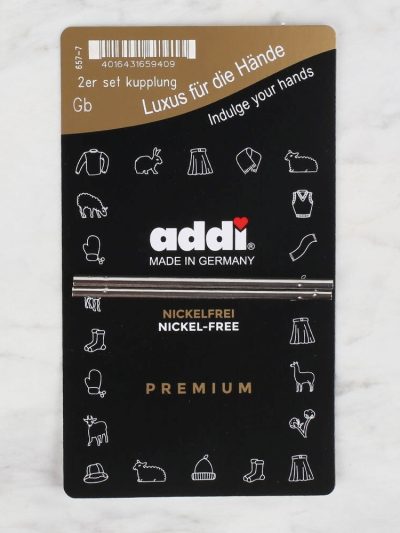 657-7
4016431659409
2er set kupplung
Gb
Luxus für die Hände
Indulge your hands
addi®
MADE IN GERMANY
NICKELFREI
NICKEL-FREE
PREMIUM